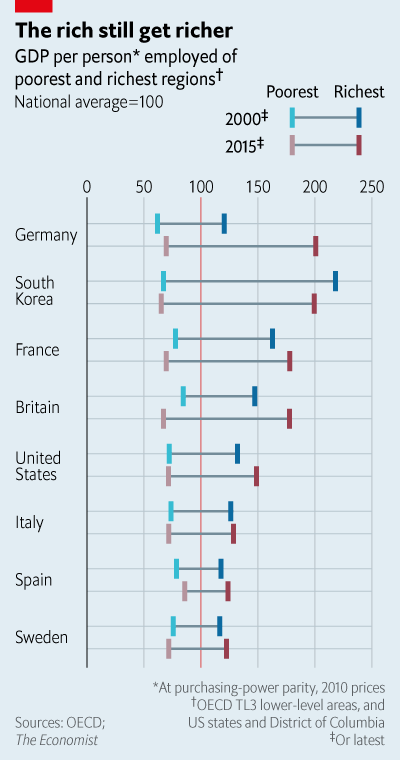 The rich still get richer
GDP per person* employed of
poorest and richest regions†
National average=100
Poorest Richest
2000‡
2015‡
0 50 100 150 200 250
Germany
South
Korea
France
Britain
United
States
Italy
Spain
Sweden
*At purchasing-power parity, 2010 prices
†OECD TL3 lower-level areas, and
US states and District of Columbia
‡Or latest
Sources: OECD;
The Economist